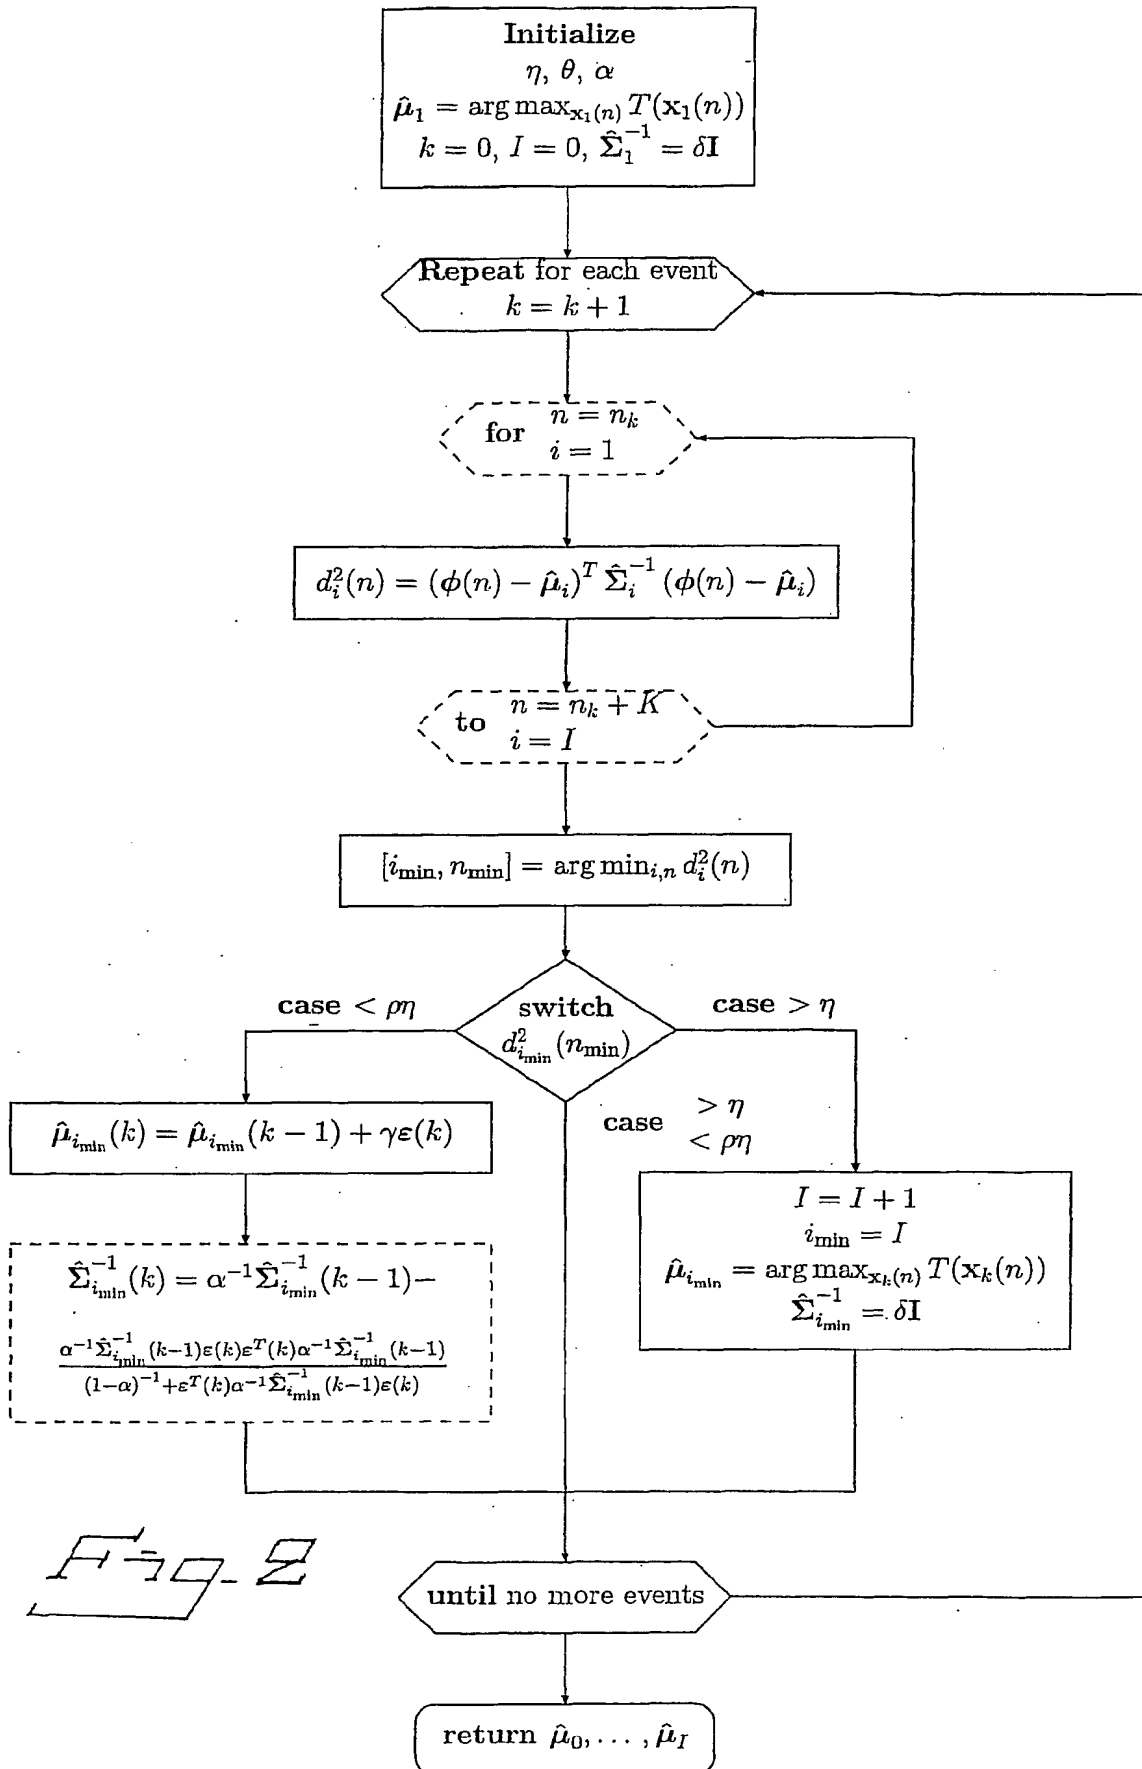 Initialize
η, θ, α
μ̂₁ = arg max_{x₁(n)} T(x₁(n))
k = 0, I = 0, Σ̂₁⁻¹ = δI
Repeat for each event
k = k + 1
for n = n_k
i = 1
d_i²(n) = (φ(n) − μ̂_i)^T Σ̂_i⁻¹ (φ(n) − μ̂_i)
to n = n_k + K
i = I
[i_min, n_min] = arg min_{i,n} d_i²(n)
case < ρη
switch
d²_{i_min}(n_min)
case > η
case > η
< ρη
μ̂_{i_min}(k) = μ̂_{i_min}(k − 1) + γε(k)
I = I + 1
i_min = I
μ̂_{i_min} = arg max_{x_k(n)} T(x_k(n))
Σ̂⁻¹_{i_min} = δI
Σ̂⁻¹_{i_min}(k) = α⁻¹Σ̂⁻¹_{i_min}(k − 1)−
α⁻¹Σ̂⁻¹_{i_min}(k−1)ε(k)ε^T(k)α⁻¹Σ̂⁻¹_{i_min}(k−1)
(1−α)⁻¹+ε^T(k)α⁻¹Σ̂⁻¹_{i_min}(k−1)ε(k)
Fig. 8
until no more events
return μ̂₀, . . . , μ̂_I